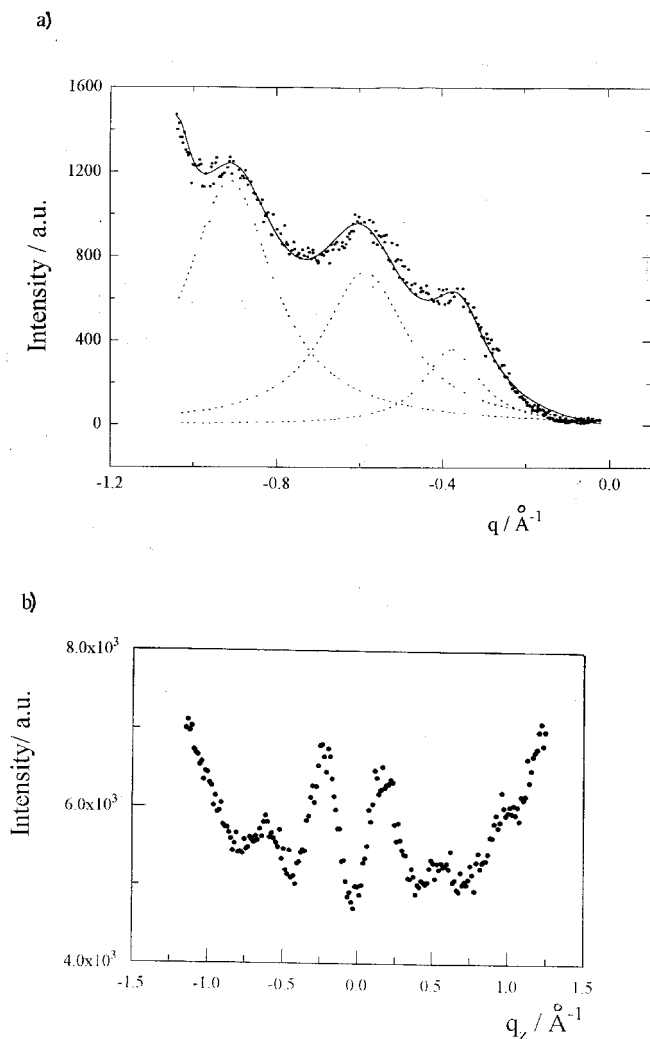 a)
1600
1200
800
400
0
Intensity / a.u.
-1.2
-0.8
-0.4
0.0
q / Å⁻¹
b)
8.0x10³
6.0x10³
4.0x10³
Intensity/ a.u.
-1.5
-1.0
-0.5
0.0
0.5
1.0
1.5
q_z / Å⁻¹